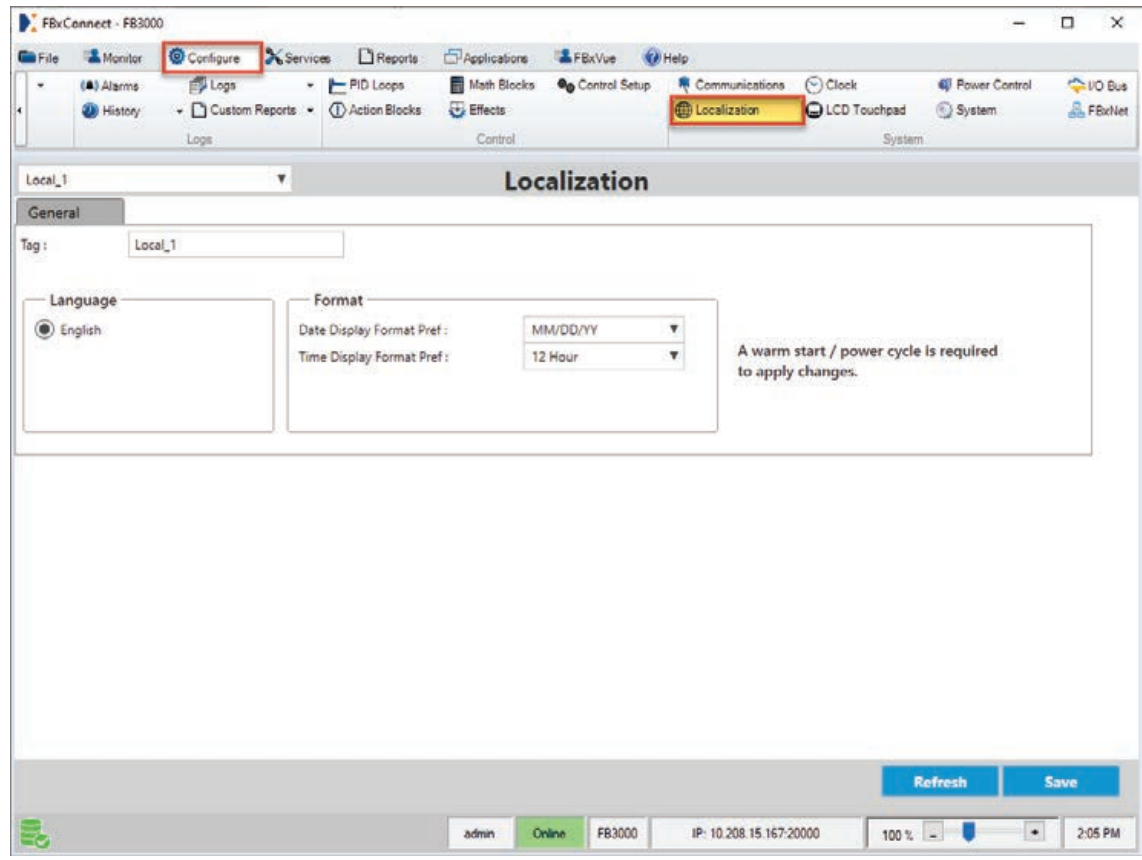 FBxConnect - FB3000
File Monitor Configure Services Reports Applications FBxVue Help
Alarms Logs PID Loops Math Blocks Control Setup Communications Clock Power Control I/O Bus
History Custom Reports Action Blocks Effects Localization LCD Touchpad System FBxNet
Logs Control System
Local_1 Localization
General
Tag : Local_1
Language Format
English Date Display Format Pref : MM/DD/YY
Time Display Format Pref : 12 Hour
A warm start / power cycle is required
to apply changes.
Refresh Save
admin Online FB3000 IP: 10.208.15.167:20000 100 % - + 2:05 PM